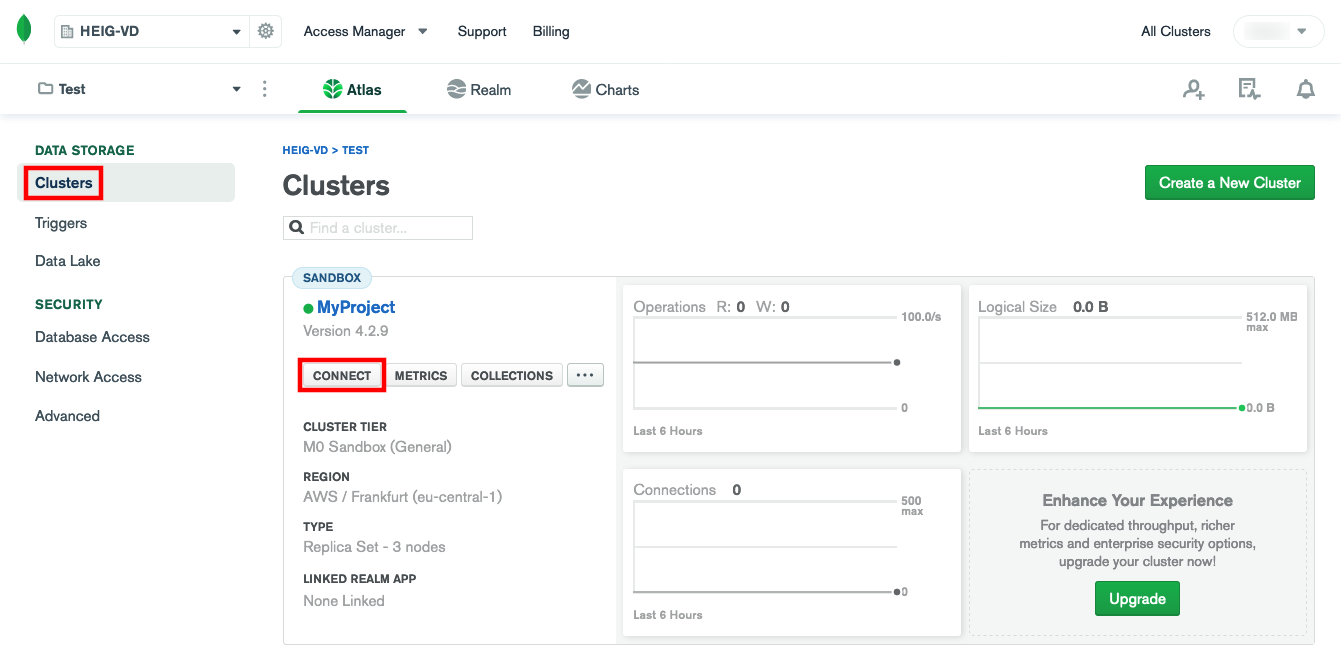 HEIG-VD
Access Manager
Support
Billing
All Clusters
Test
Atlas
Realm
Charts
DATA STORAGE
Clusters
Triggers
Data Lake
SECURITY
Database Access
Network Access
Advanced
HEIG-VD > TEST
Clusters
Create a New Cluster
Find a cluster...
SANDBOX
MyProject
Version 4.2.9
CONNECT
METRICS
COLLECTIONS
...
CLUSTER TIER
M0 Sandbox (General)
REGION
AWS / Frankfurt (eu-central-1)
TYPE
Replica Set - 3 nodes
LINKED REALM APP
None Linked
Operations R: 0 W: 0
100.0/s
0
Last 6 Hours
Logical Size 0.0 B
512.0 MB
max
0.0 B
Last 6 Hours
Connections 0
500
max
0
Last 6 Hours
Enhance Your Experience
For dedicated throughput, richer
metrics and enterprise security options,
upgrade your cluster now!
Upgrade